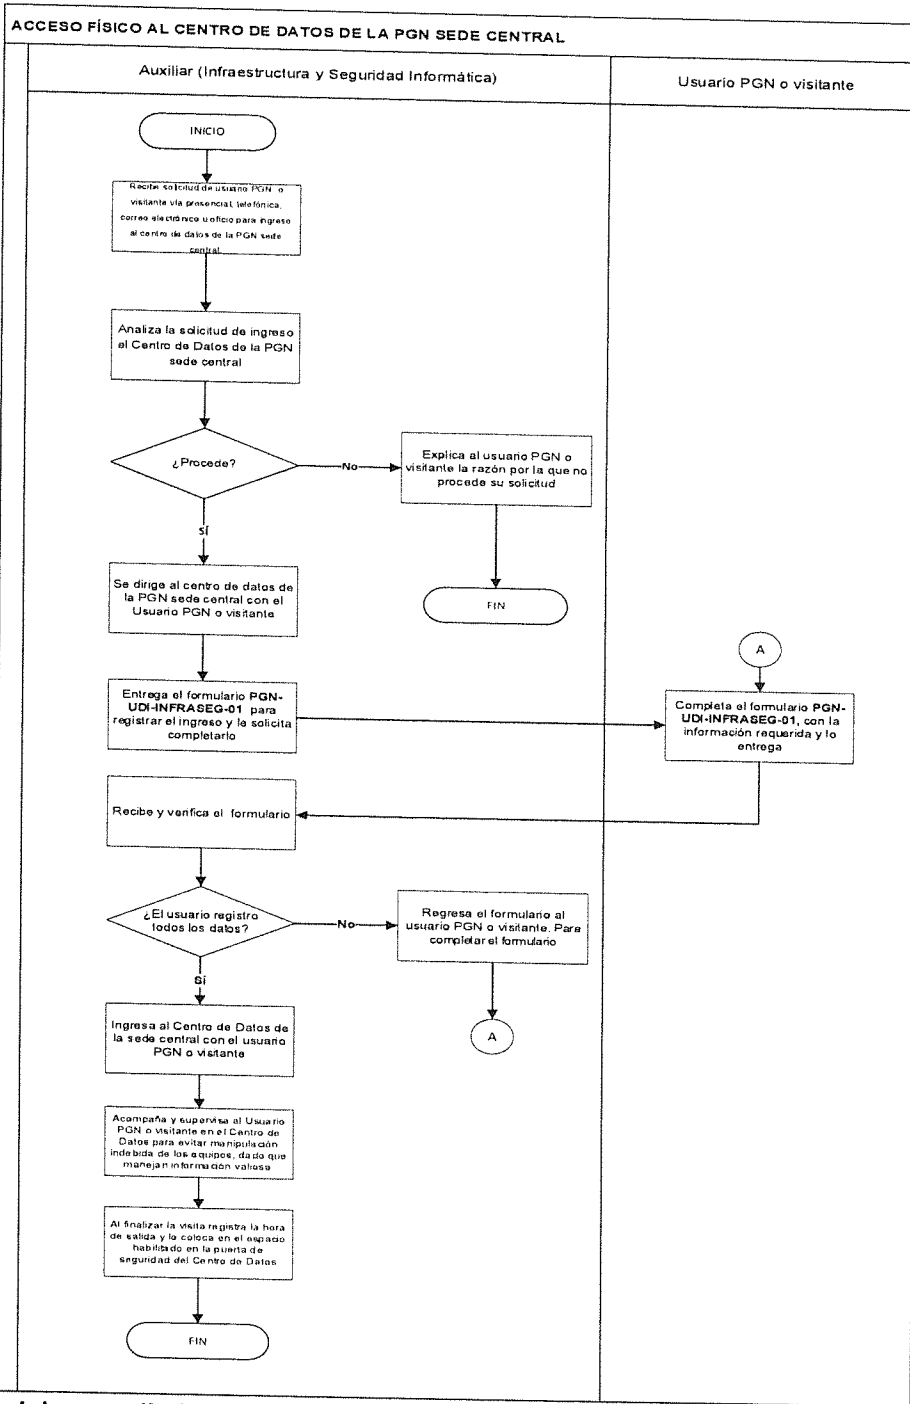 ACCESO FÍSICO AL CENTRO DE DATOS DE LA PGN SEDE CENTRAL
Auxiliar (Infraestructura y Seguridad Informática)
Usuario PGN o visitante
INICIO
Recibe solicitud de usuario PGN o
visitante vía presencial, telefónica,
correo electrónico u oficio para ingreso
al centro de datos de la PGN sede
central
Analiza la solicitud de ingreso
el Centro de Datos de la PGN
sede central
¿Procede?
No
Explica al usuario PGN o
visitante la razón por la que no
procede su solicitud
sí
FIN
Se dirige al centro de datos de
la PGN sede central con el
Usuario PGN o visitante
A
Entrega el formulario PGN-
UDI-INFRASEG-01 para
registrar el ingreso y le solicita
completarlo
Completa el formulario PGN-
UDI-INFRASEG-01, con la
información requerida y lo
entrega
Recibe y verifica el formulario
¿El usuario registro
todos los datos?
No
Regresa el formulario al
usuario PGN o visitante. Para
completar el formulario
Sí
A
Ingresa al Centro de Datos de
la sede central con el usuario
PGN o visitante
Acompaña y supervisa al Usuario
PGN o visitante en el Centro de
Datos para evitar manipulación
indebida de los equipos, dado que
manejan información valiosa
Al finalizar la visita registra la hora
de salida y lo coloca en el espacio
habilitado en la puerta de
seguridad del Centro de Datos
FIN